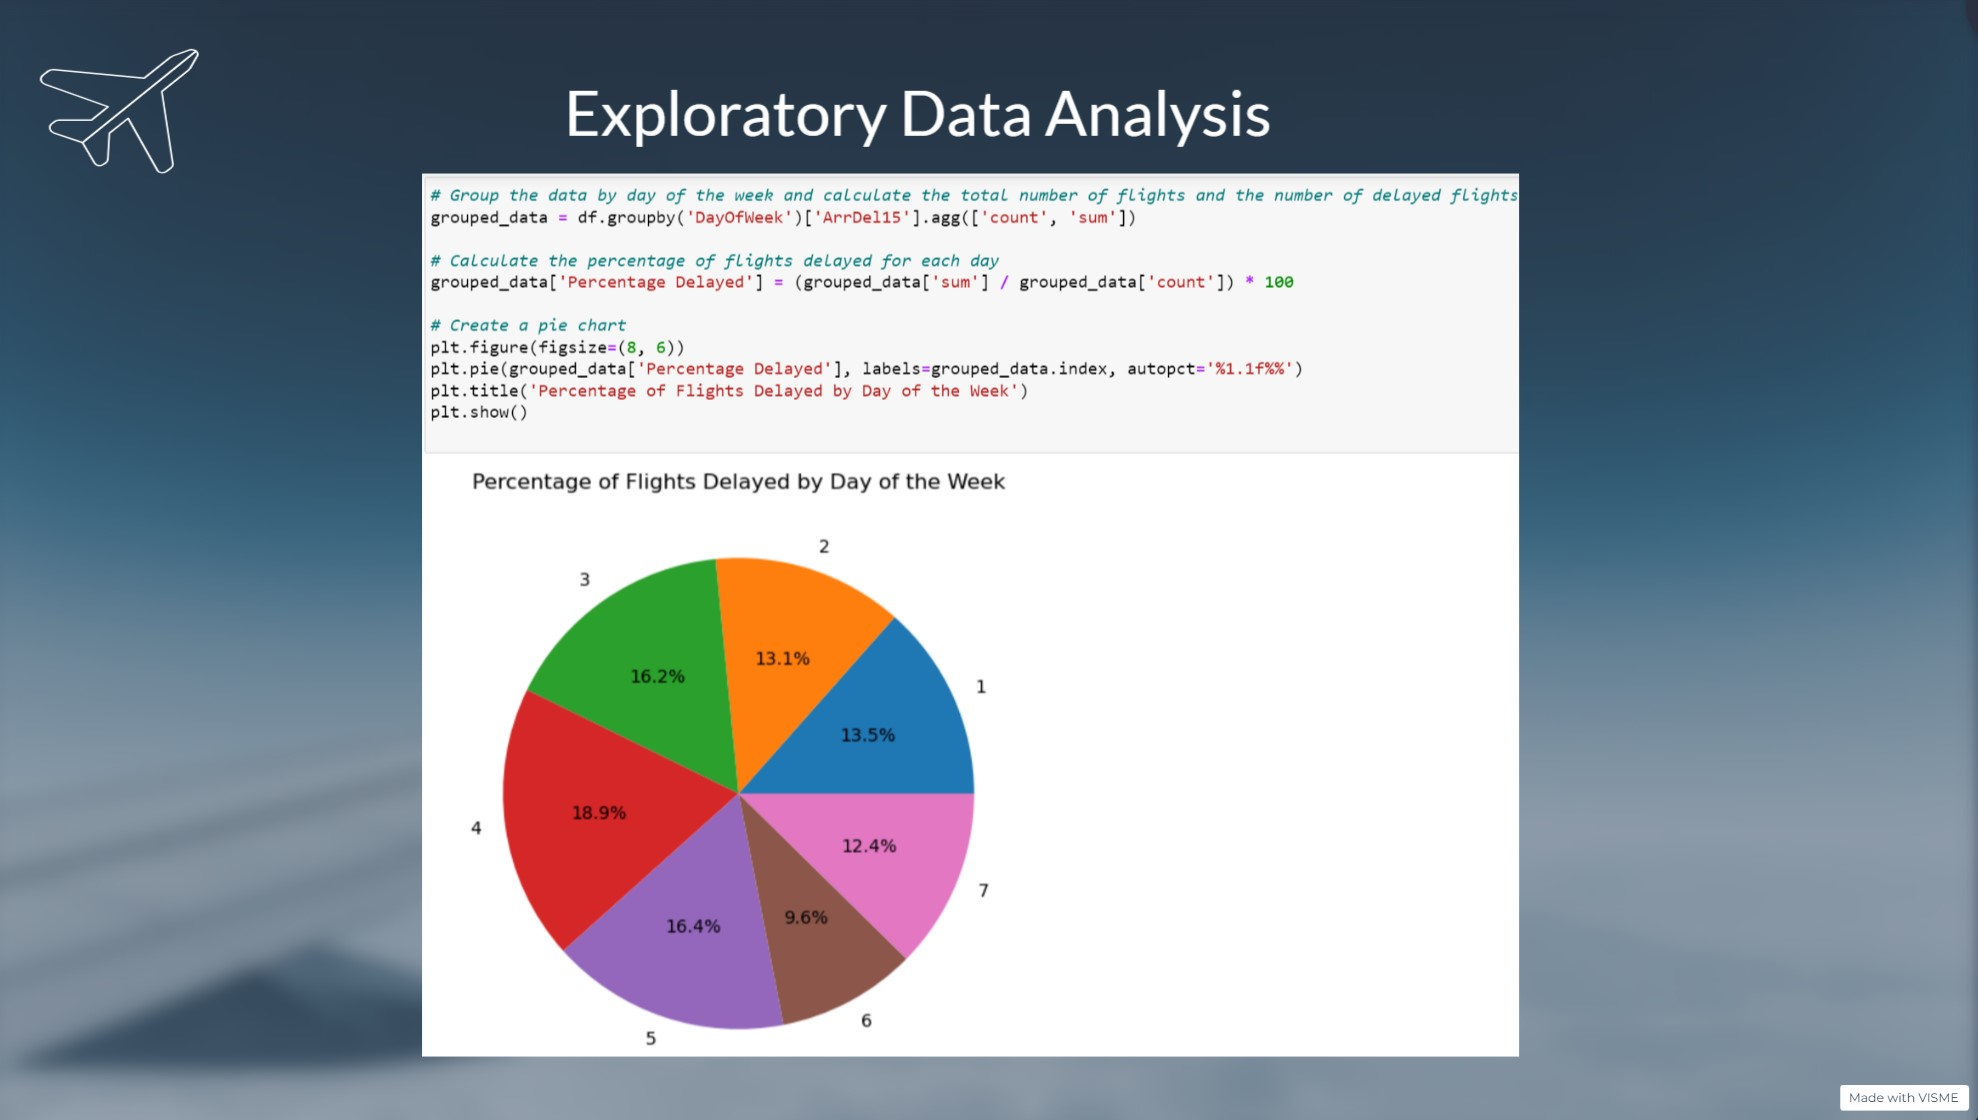 Exploratory Data Analysis
# Group the data by day of the week and calculate the total number of flights and the number of delayed flights
grouped_data = df.groupby('DayOfWeek')['ArrDel15'].agg(['count', 'sum'])
# Calculate the percentage of flights delayed for each day
grouped_data['Percentage Delayed'] = (grouped_data['sum'] / grouped_data['count']) * 100
# Create a pie chart
plt.figure(figsize=(8, 6))
plt.pie(grouped_data['Percentage Delayed'], labels=grouped_data.index, autopct='%1.1f%%')
plt.title('Percentage of Flights Delayed by Day of the Week')
plt.show()
Percentage of Flights Delayed by Day of the Week
2
3
13.1%
16.2%
1
13.5%
18.9%
4
12.4%
7
9.6%
16.4%
6
5
Made with VISME